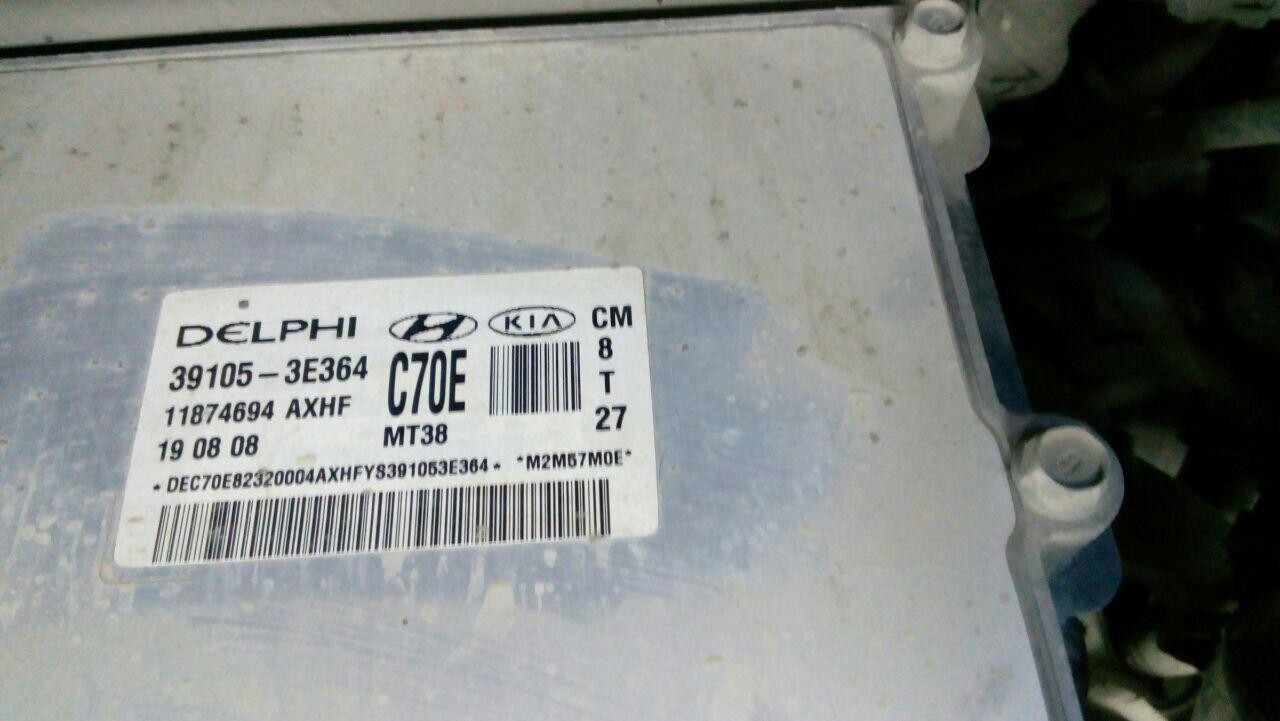 DELPHI KIA CM
39105-3E364 C70E 8
11874694 AXHF T
19 08 08 MT38 27
*DEC70E82320004AXHFYS391053E364* *M2M57M0E*